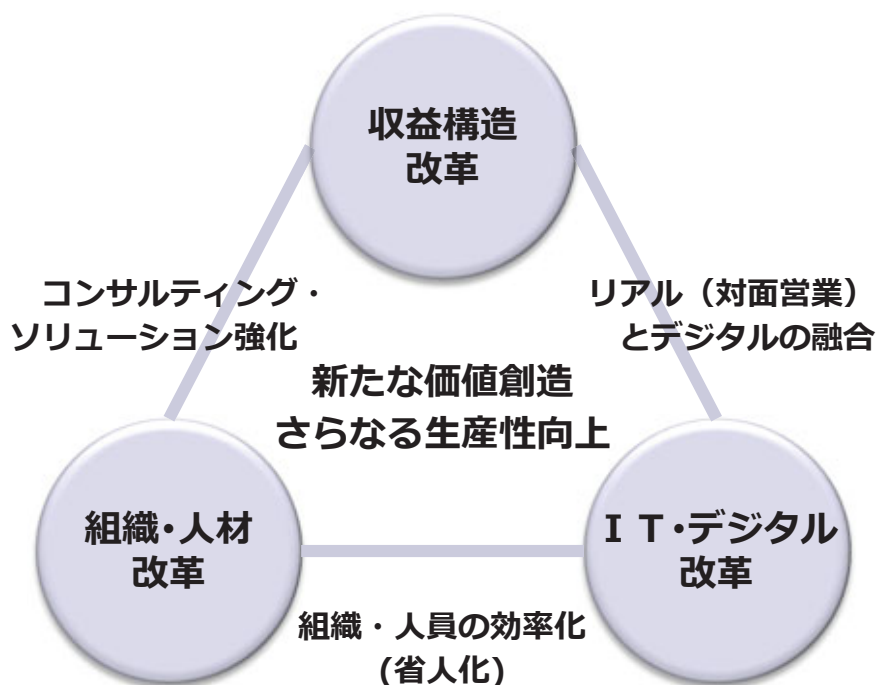 収益構造
改革
コンサルティング・
ソリューション強化
リアル（対面営業）
とデジタルの融合
新たな価値創造
さらなる生産性向上
組織・人材
改革
ＩＴ・デジタル
改革
組織・人員の効率化
(省人化)